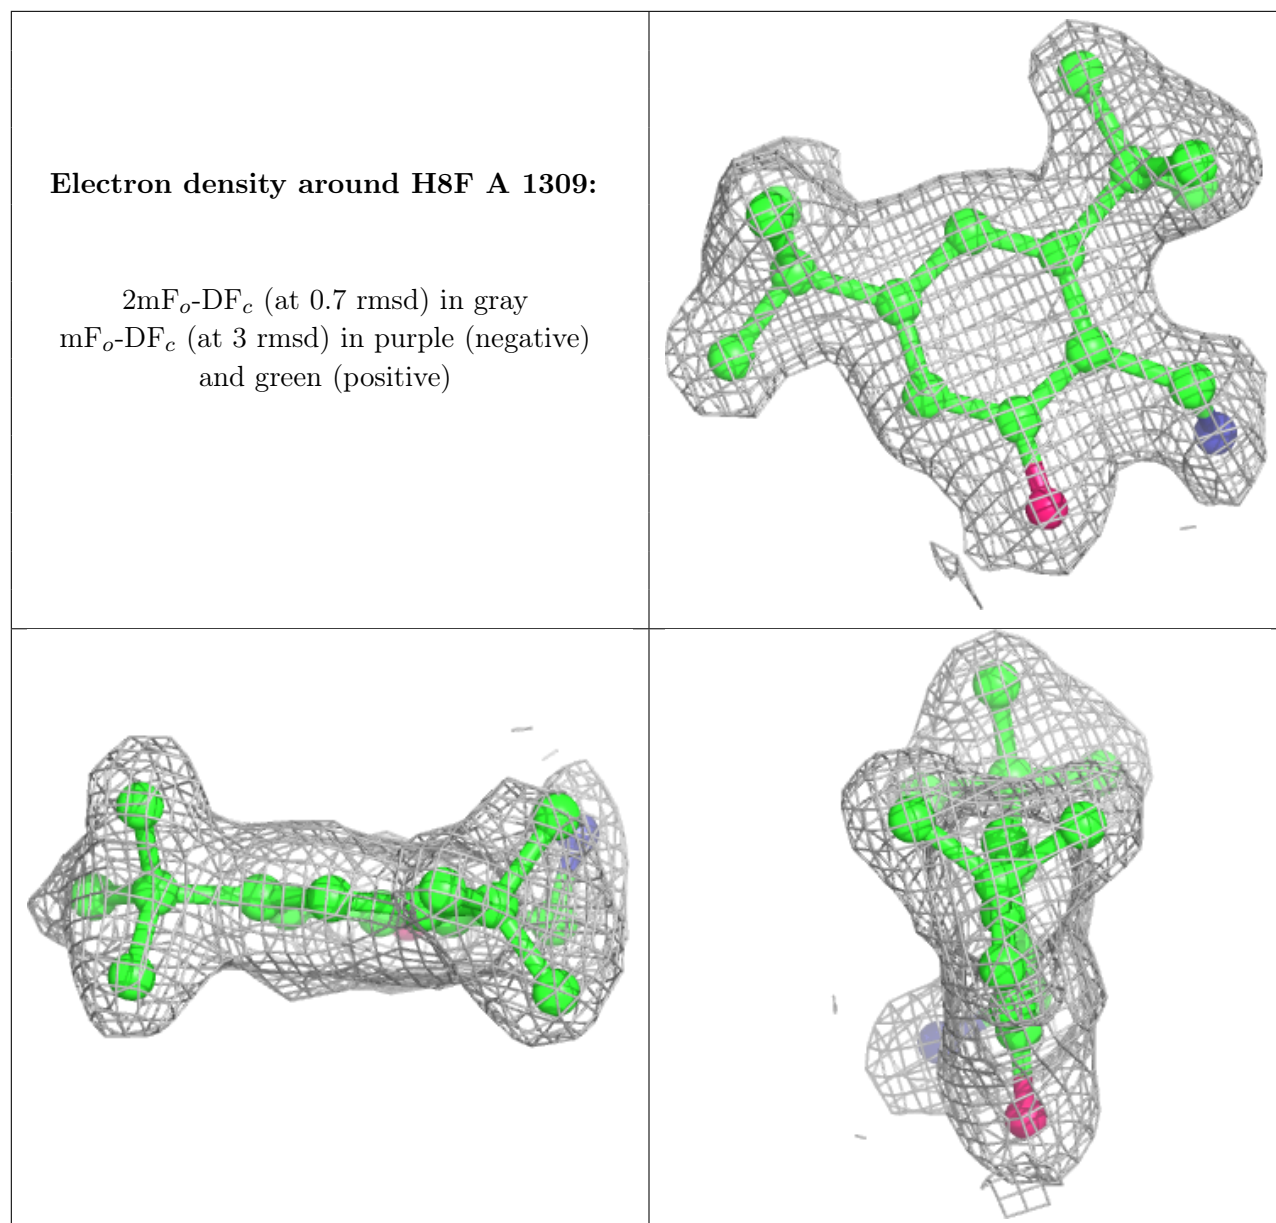 Electron density around H8F A 1309:
2mFo-DFc (at 0.7 rmsd) in gray
mFo-DFc (at 3 rmsd) in purple (negative)
and green (positive)